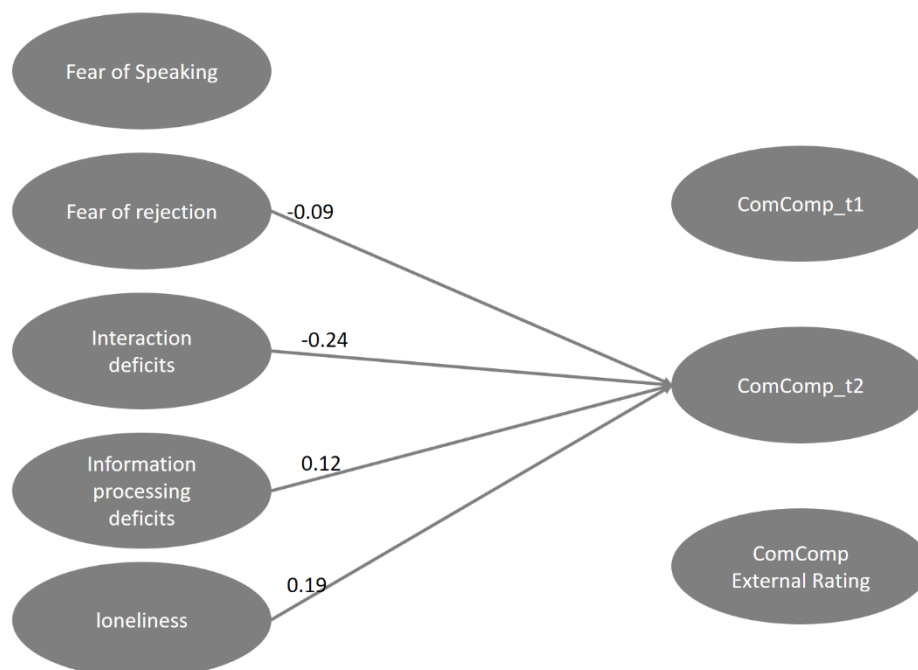 Fear of Speaking
Fear of rejection
-0.09
ComComp_t1
Interaction
deficits
-0.24
ComComp_t2
Information
processing
deficits
0.12
ComComp
External Rating
loneliness
0.19